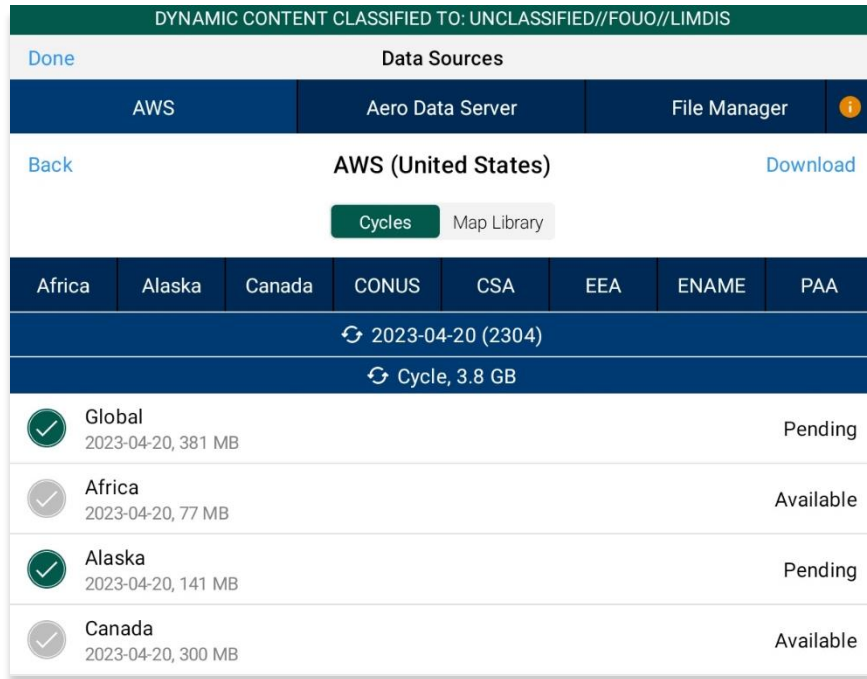 DYNAMIC CONTENT CLASSIFIED TO: UNCLASSIFIED//FOUO//LIMDIS
Done Data Sources
AWS Aero Data Server File Manager i
Back AWS (United States) Download
Cycles Map Library
Africa Alaska Canada CONUS CSA EEA ENAME PAA
2023-04-20 (2304)
Cycle, 3.8 GB
Global
2023-04-20, 381 MB
Pending
Africa
2023-04-20, 77 MB
Available
Alaska
2023-04-20, 141 MB
Pending
Canada
2023-04-20, 300 MB
Available